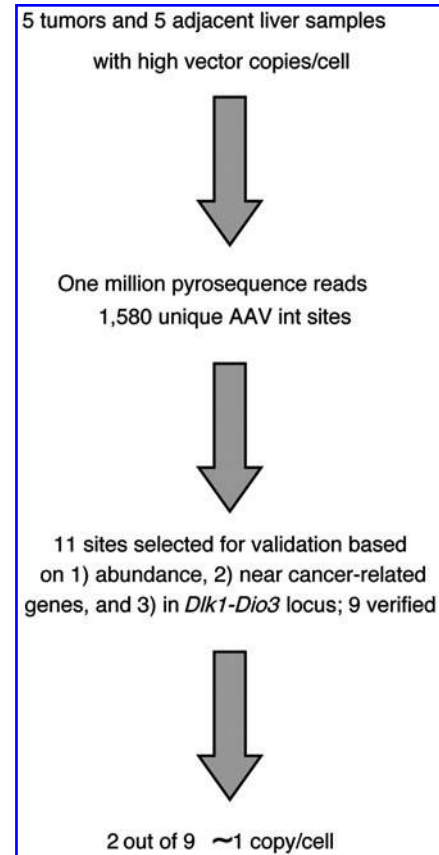 5 tumors and 5 adjacent liver samples
with high vector copies/cell
One million pyrosequence reads
1,580 unique AAV int sites
11 sites selected for validation based
on 1) abundance, 2) near cancer-related
genes, and 3) in Dlk1-Dio3 locus; 9 verified
2 out of 9 ~1 copy/cell